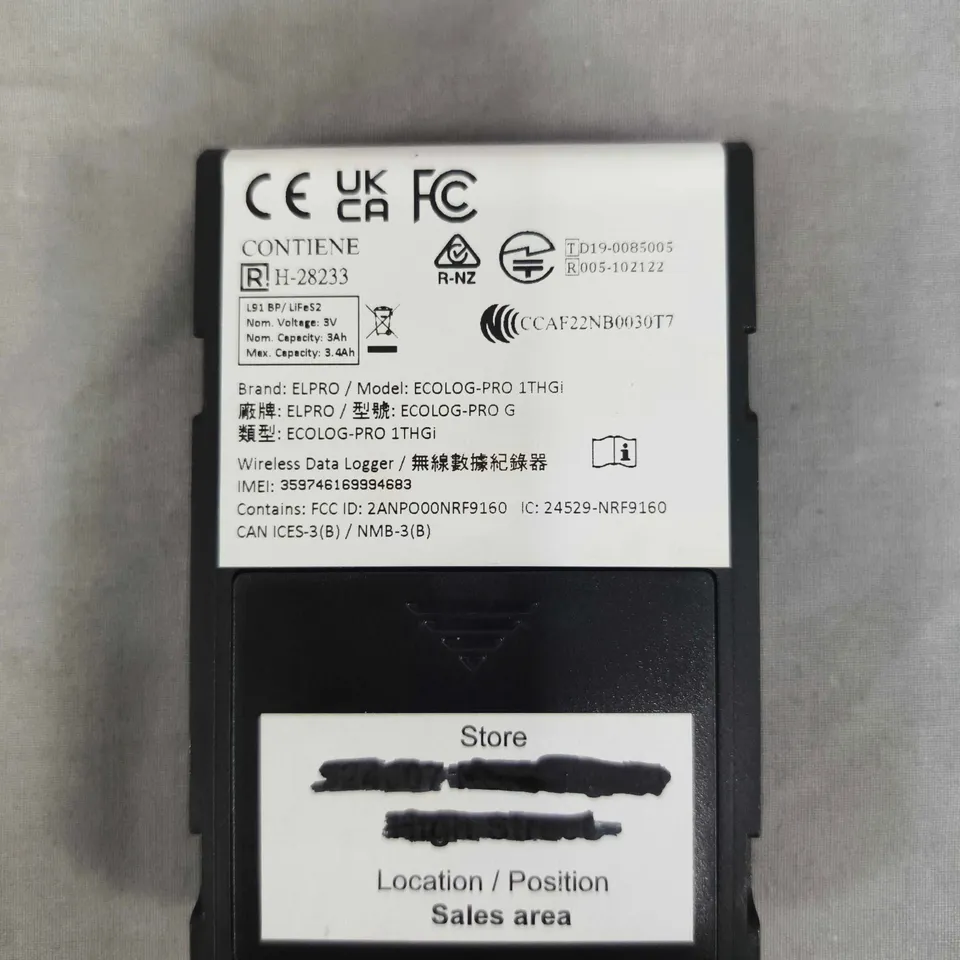 CE UK CA FC
CONTIENE
R H-28233
R-NZ
T D19-0085005
R 005-102122
L91 BP/ LiFeS2
Nom. Voltage: 3V
Nom. Capacity: 3Ah
Max. Capacity: 3.4Ah
CCAF22NB0030T7
Brand: ELPRO / Model: ECOLOG-PRO 1THGi
廠牌: ELPRO / 型號: ECOLOG-PRO G
類型: ECOLOG-PRO 1THGi
Wireless Data Logger / 無線數據紀錄器
IMEI: 359746169994683
Contains: FCC ID: 2ANPO00NRF9160 IC: 24529-NRF9160
CAN ICES-3(B) / NMB-3(B)
Store
Location / Position
Sales area